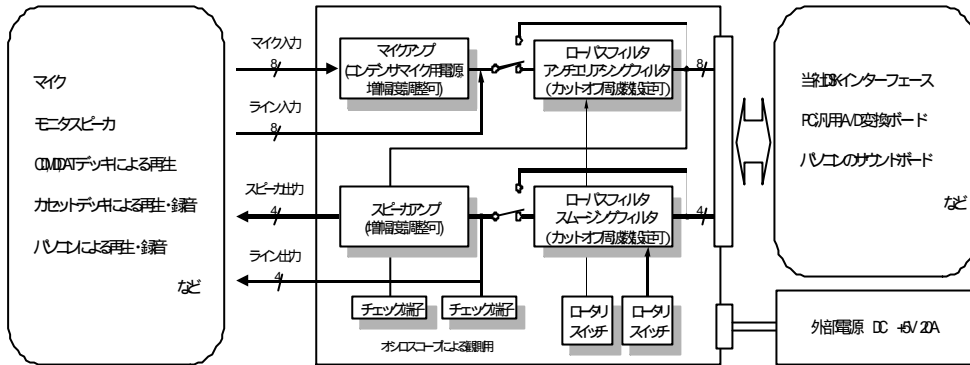 マイク
モニタスピーカ
CD,MD,DATデッキによる再生
カセットデッキによる再生・録音
パソコンによる再生・録音
など
マイク入力
8
ライン入力
8
スピーカ出力
4
ライン出力
4
マイクアンプ
(コンデンサマイク用電源
増幅度調整可)
ローパスフィルタ
アンチエリアシングフィルタ
(カットオフ周波数設定可)
8
スピーカアンプ
(増幅度調整可)
ローパスフィルタ
スムージングフィルタ
(カットオフ周波数設定可)
4
チェック端子
チェック端子
オシロスコープによる観測用
ロータリ
スイッチ
ロータリ
スイッチ
当社DSKインターフェース
PC汎用A/D変換ボード
パソコンのサウンドボード
など
外部電源 DC +5V 2.0A